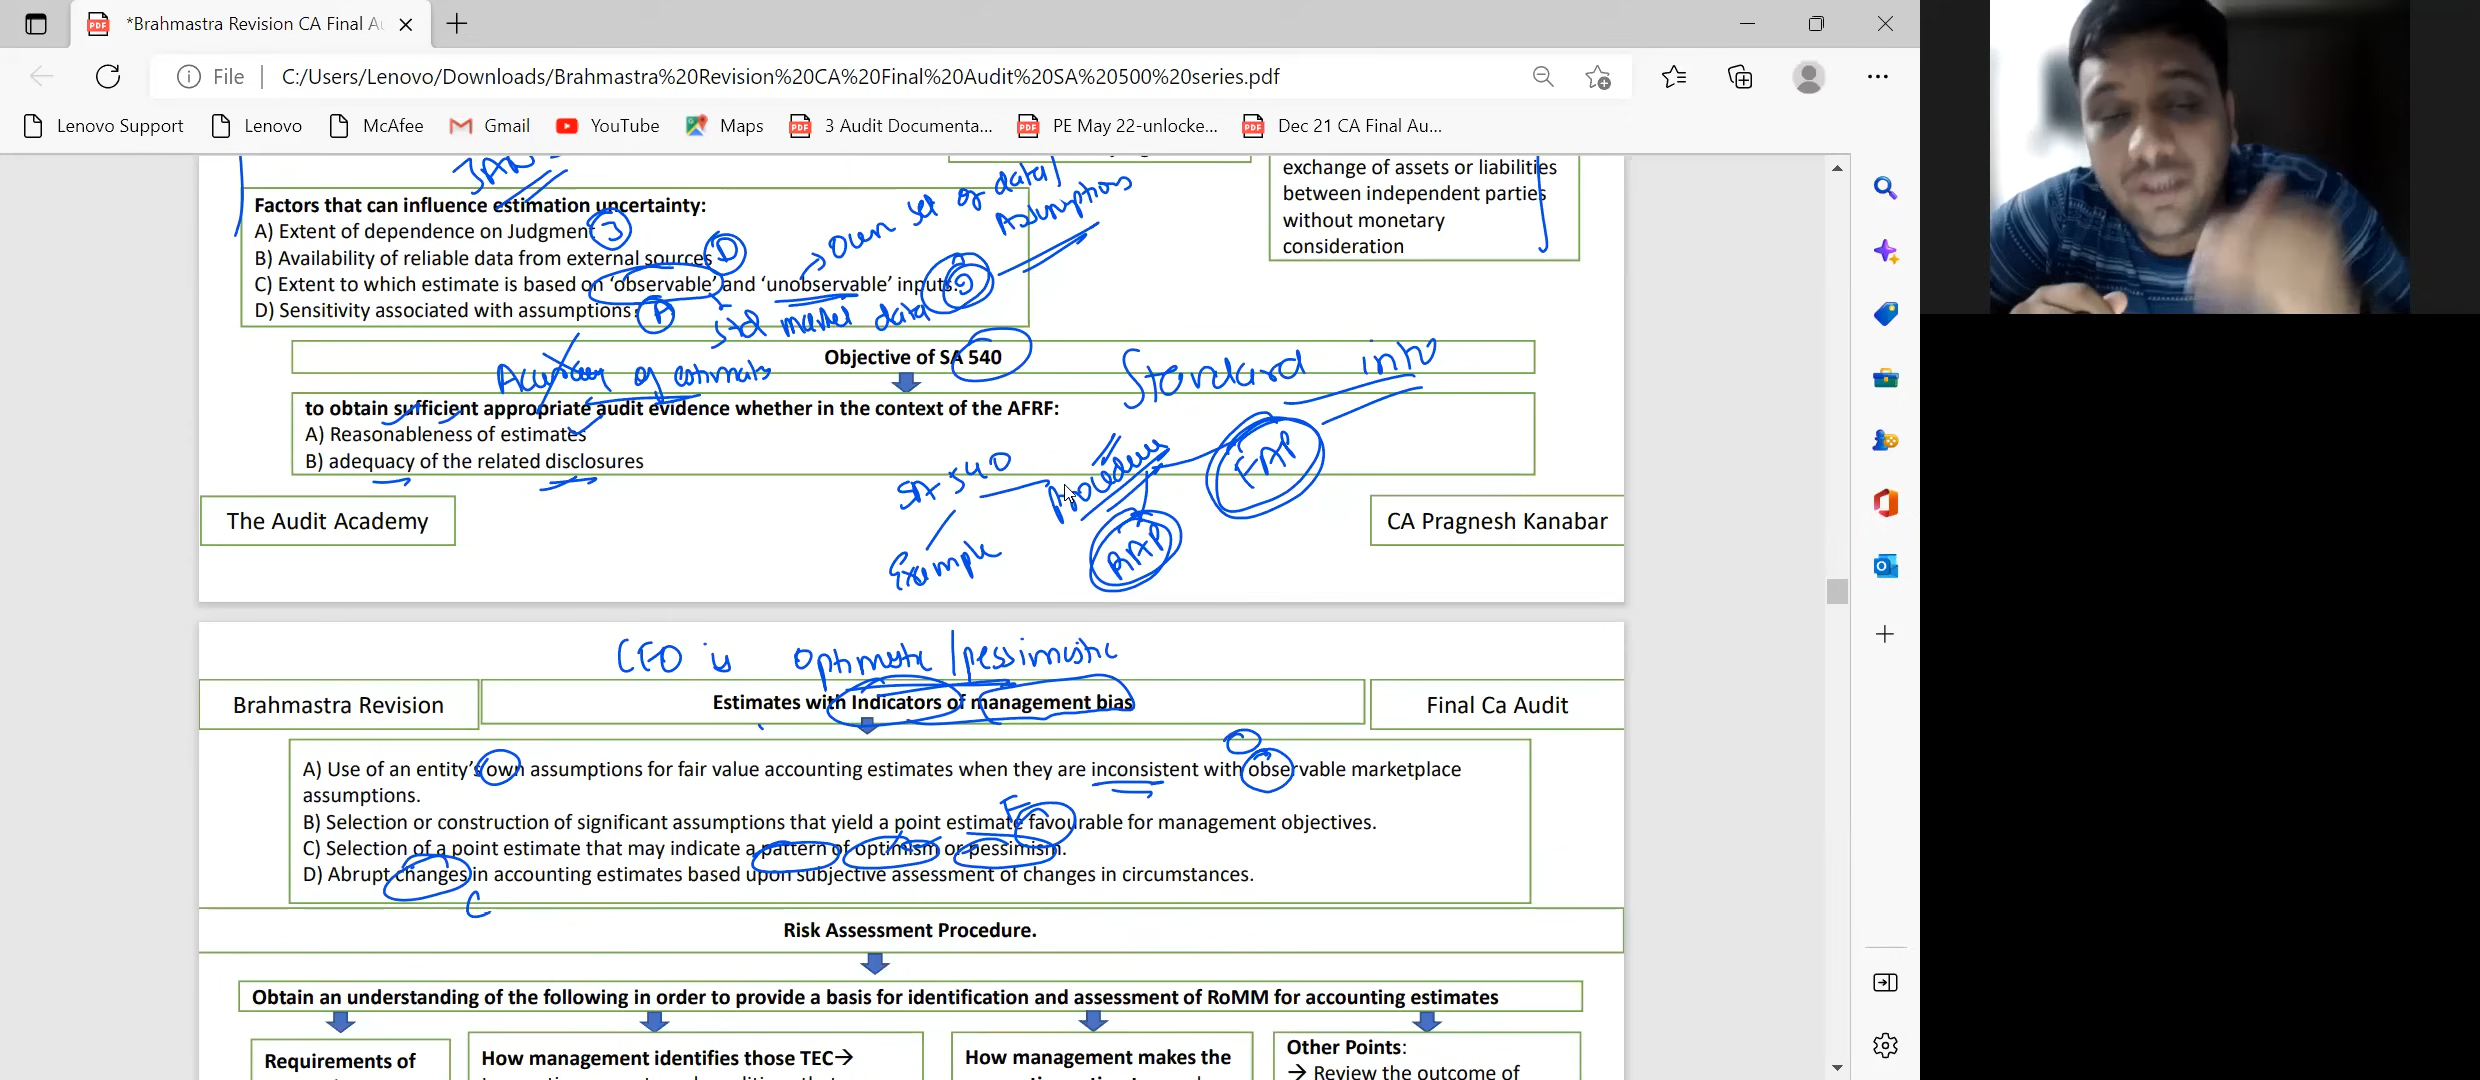 *Brahmastra Revision CA Final Au
File
C:/Users/Lenovo/Downloads/Brahmastra%20Revision%20CA%20Final%20Audit%20SA%20500%20series.pdf
Lenovo Support
Lenovo
McAfee
Gmail
YouTube
Maps
3 Audit Documenta...
PE May 22-unlocke...
Dec 21 CA Final Au...
exchange of assets or liabilities
between independent parties
without monetary
consideration
own set of data/
Assumptions
Factors that can influence estimation uncertainty:
A) Extent of dependence on Judgment
J
B) Availability of reliable data from external sources
D
C) Extent to which estimate is based on 'observable' and 'unobservable' inputs.
D) Sensitivity associated with assumptions.
A
std market data
Objective of SA 540
Accuracy of estimates
Standard into
to obtain sufficient appropriate audit evidence whether in the context of the AFRF:
A) Reasonableness of estimates
B) adequacy of the related disclosures
SA 540
procedures
FAP
RAP
Example
The Audit Academy
CA Pragnesh Kanabar
CFO is optimistic /pessimistic
Brahmastra Revision
Estimates with Indicators of management bias
Final Ca Audit
A) Use of an entity's own assumptions for fair value accounting estimates when they are inconsistent with observable marketplace
assumptions.
B) Selection or construction of significant assumptions that yield a point estimate favourable for management objectives.
F
C) Selection of a point estimate that may indicate a pattern of optimism or pessimism.
D) Abrupt changes in accounting estimates based upon subjective assessment of changes in circumstances.
C
Risk Assessment Procedure.
Obtain an understanding of the following in order to provide a basis for identification and assessment of RoMM for accounting estimates
Requirements of
How management identifies those TEC→
How management makes the
Other Points:
→ Review the outcome of